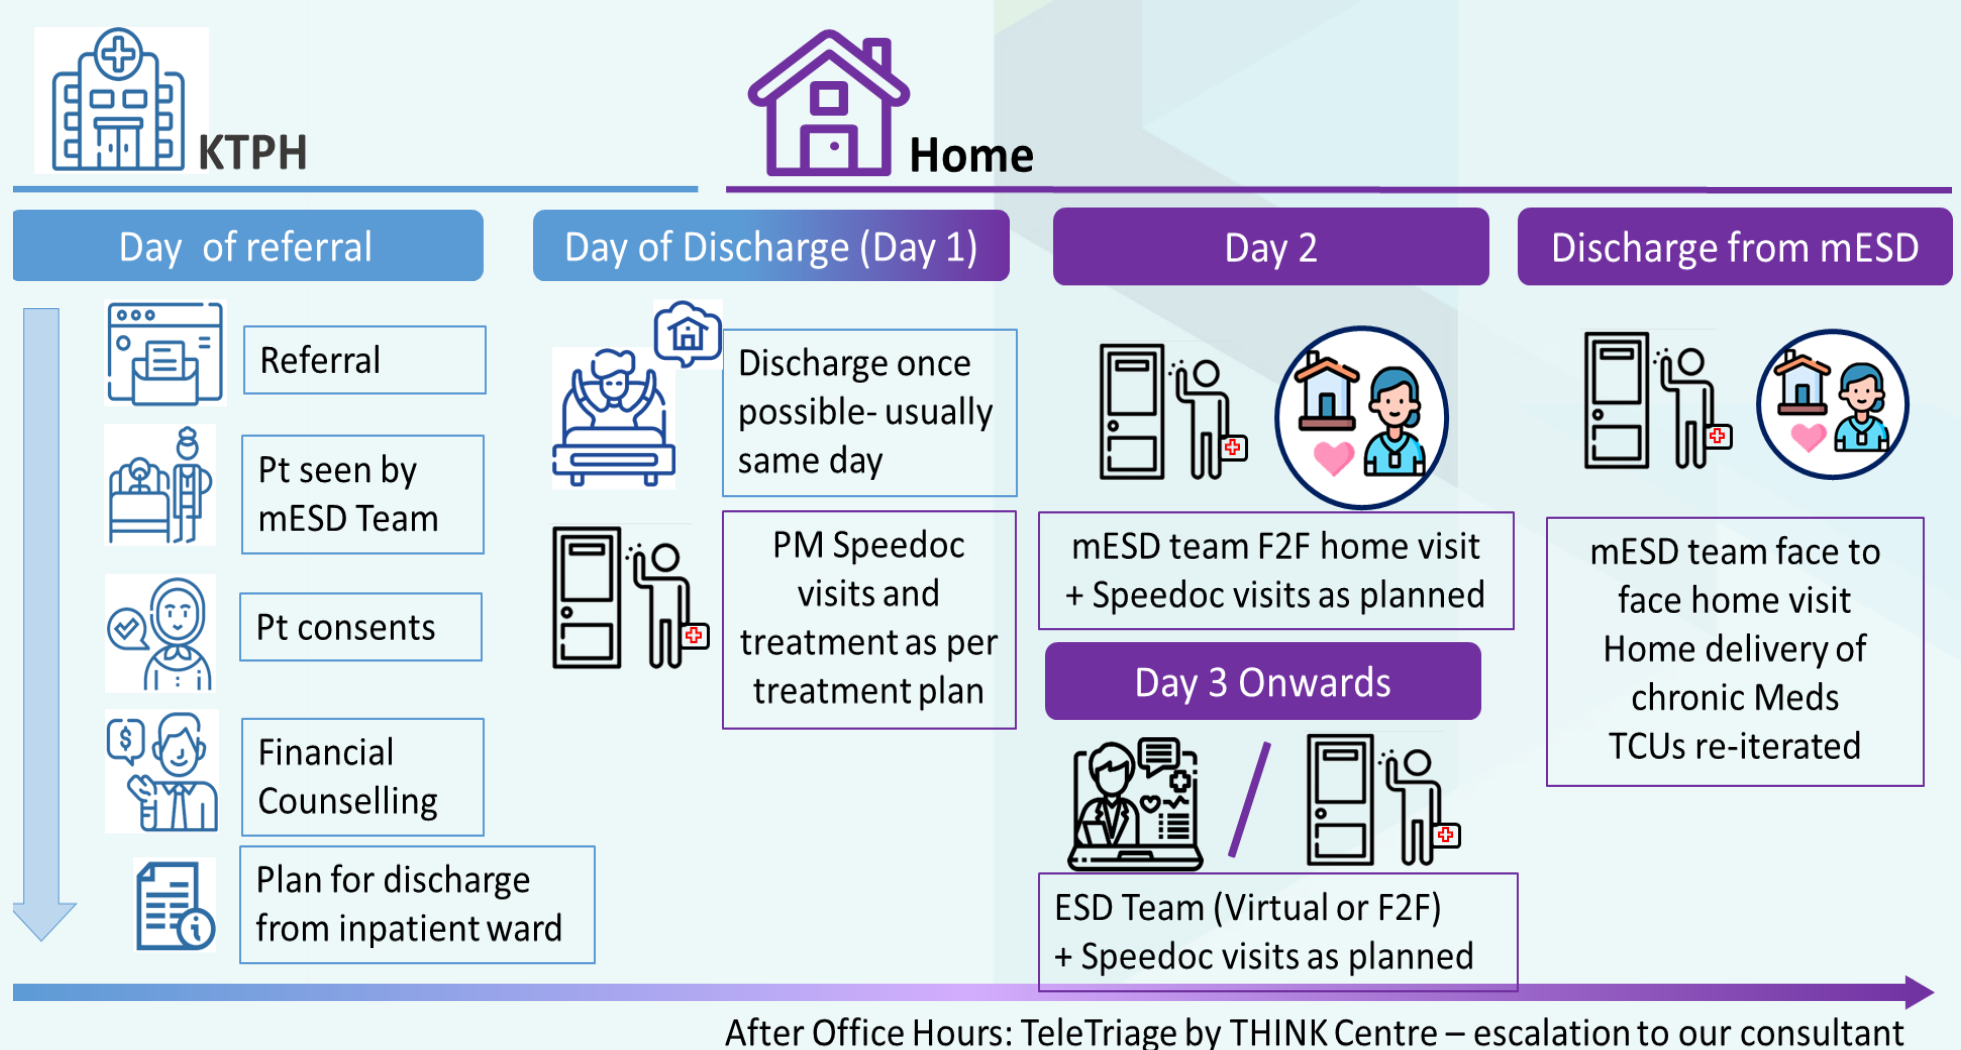 KTPH
Home
Day of referral
Referral
Pt seen by
mESD Team
Pt consents
$
Financial
Counselling
i
Plan for discharge
from inpatient ward
Day of Discharge (Day 1)
Discharge once
possible- usually
same day
PM Speedoc
visits and
treatment as per
treatment plan
Day 2
mESD team F2F home visit
+ Speedoc visits as planned
Day 3 Onwards
ESD Team (Virtual or F2F)
+ Speedoc visits as planned
Discharge from mESD
mESD team face to
face home visit
Home delivery of
chronic Meds
TCUs re-iterated
After Office Hours: TeleTriage by THINK Centre – escalation to our consultant